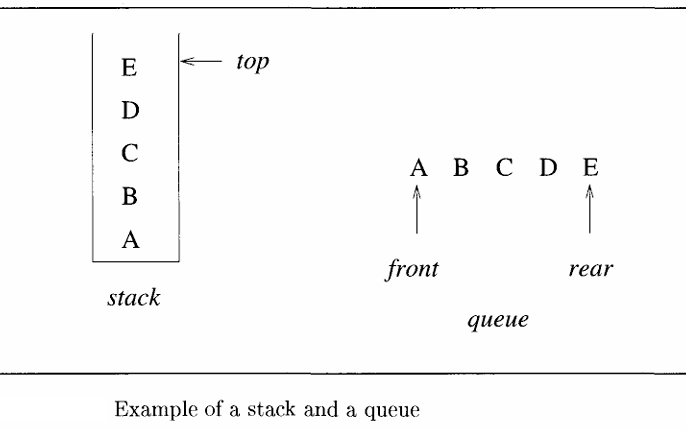 E
top
D
C
B
A
stack
A B C D E
front
rear
queue
Example of a stack and a queue